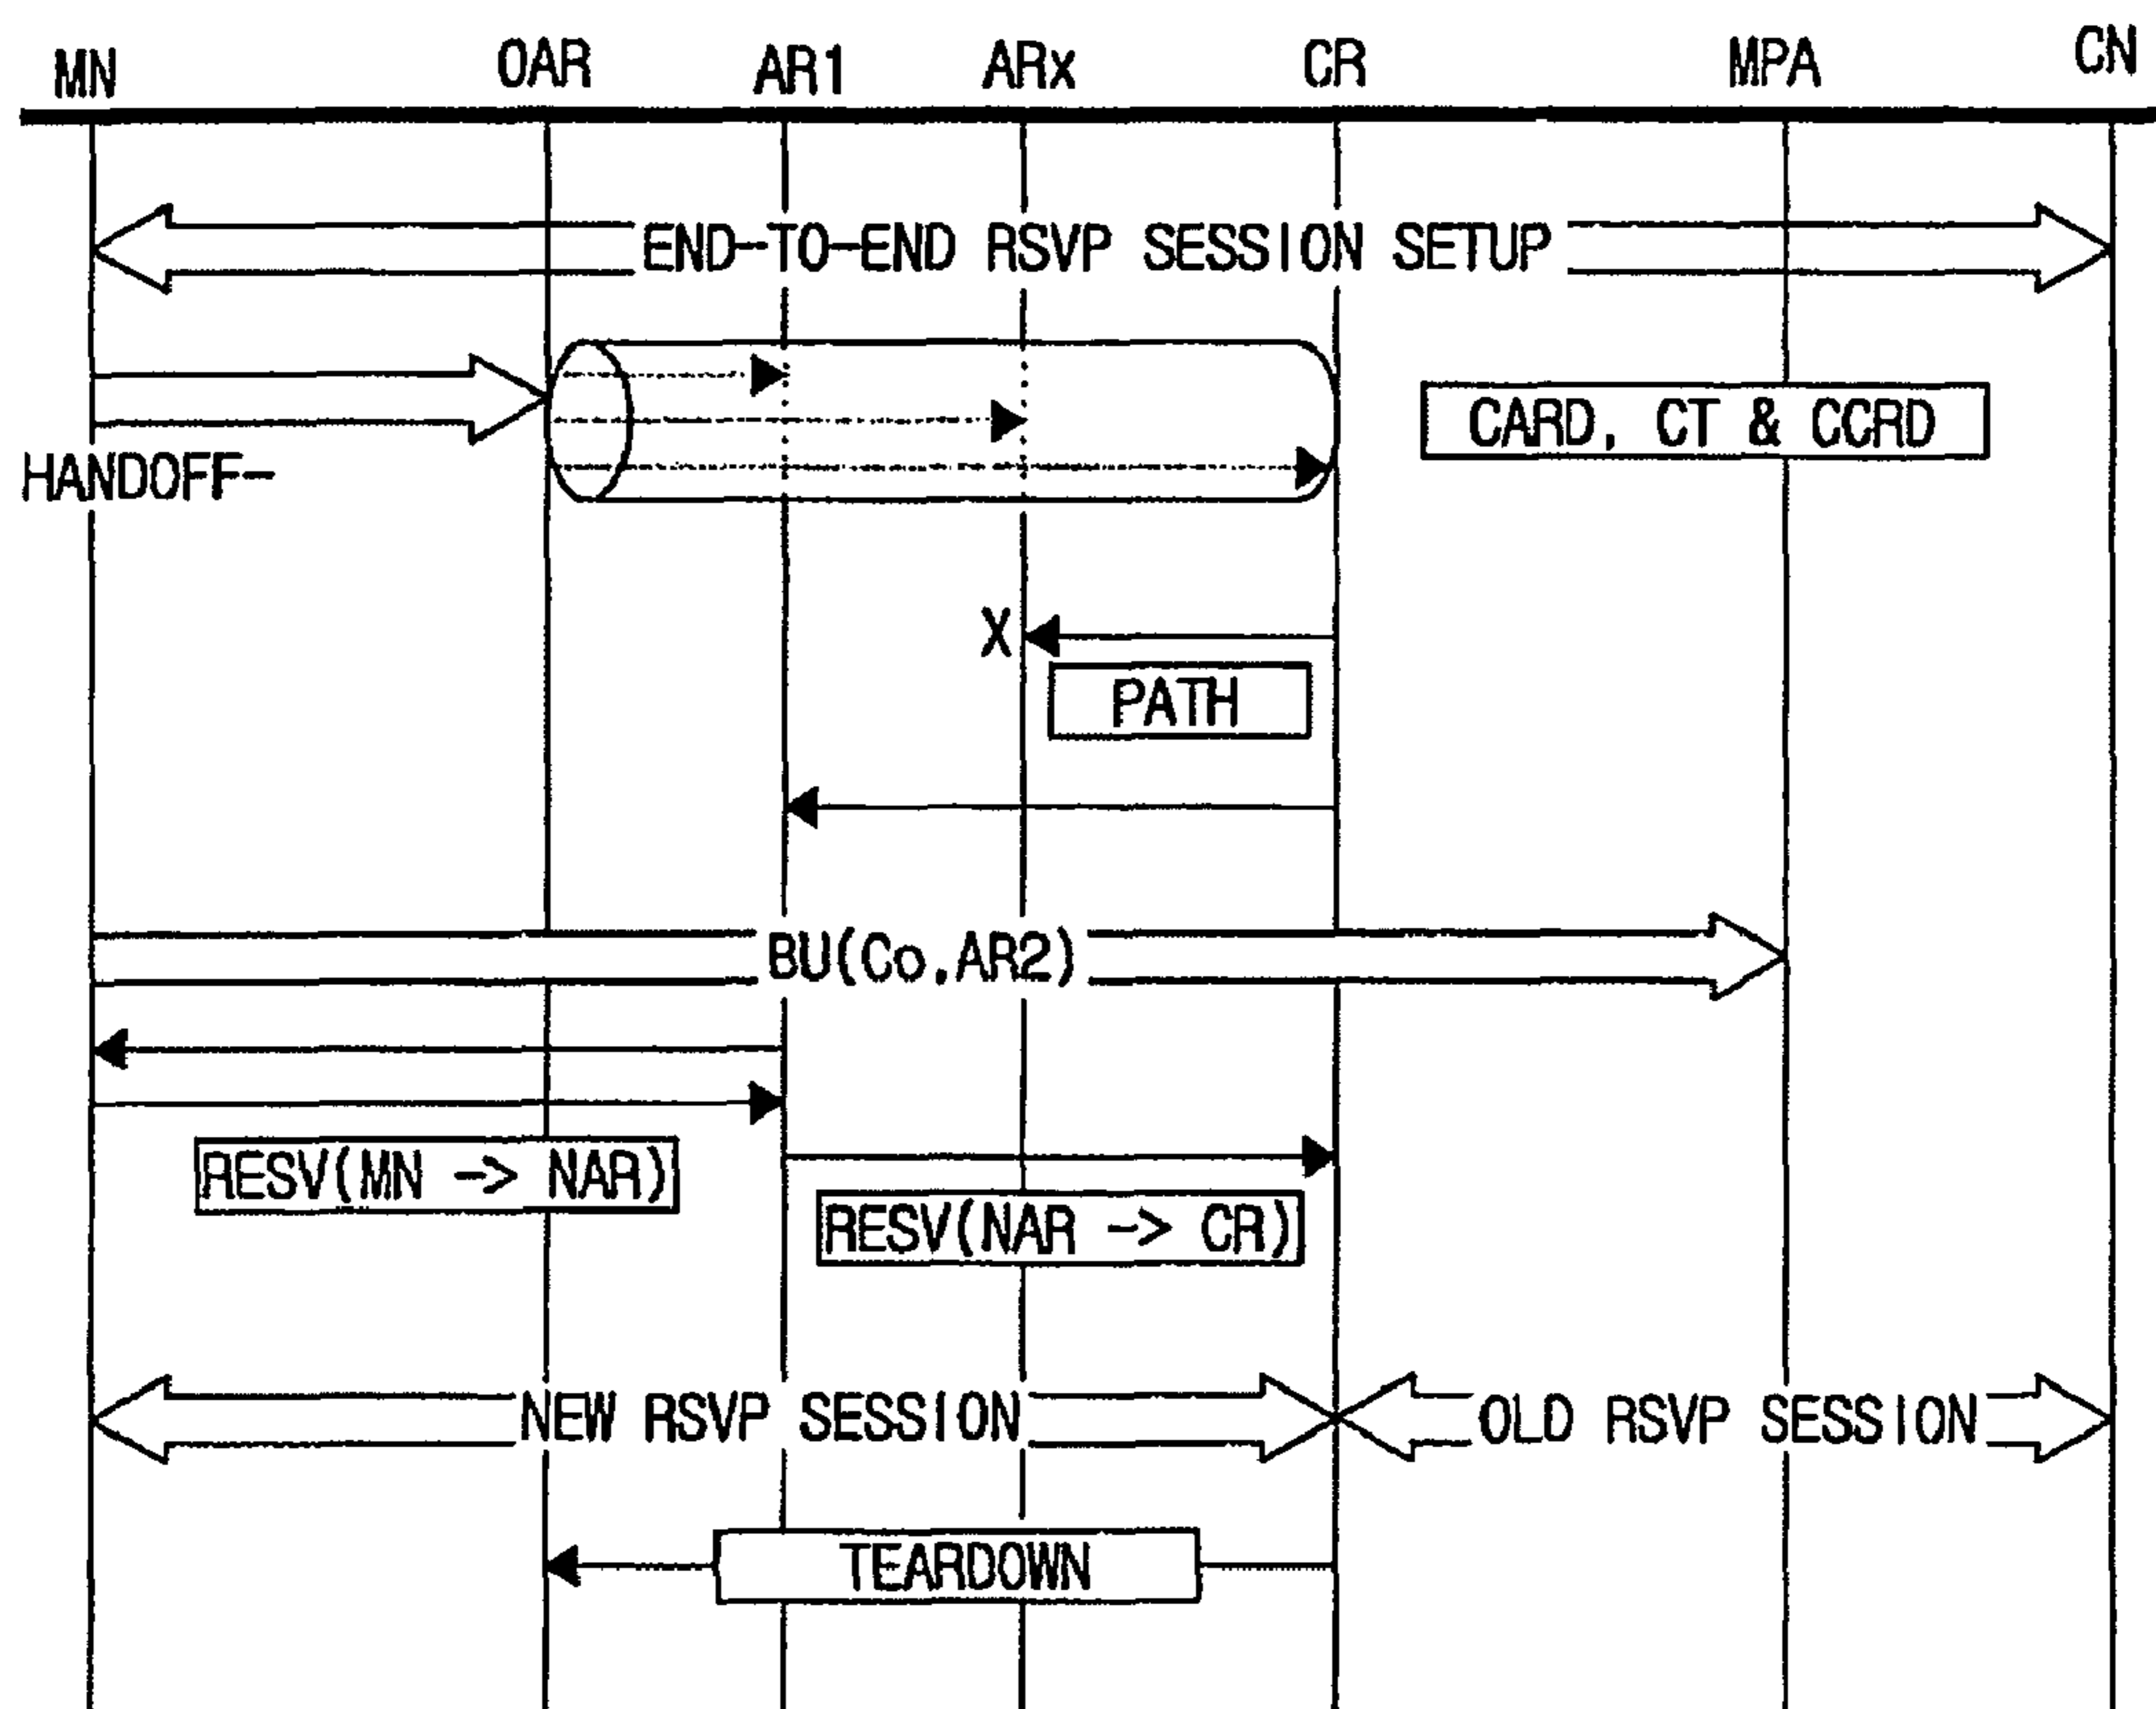 MN OAR AR1 ARx CR MPA CN
END-TO-END RSVP SESSION SETUP
CARD, CT & CCRD
HANDOFF-
X
PATH
BU(Co,AR2)
RESV(MN -> NAR)
RESV(NAR -> CR)
NEW RSVP SESSION OLD RSVP SESSION
TEARDOWN